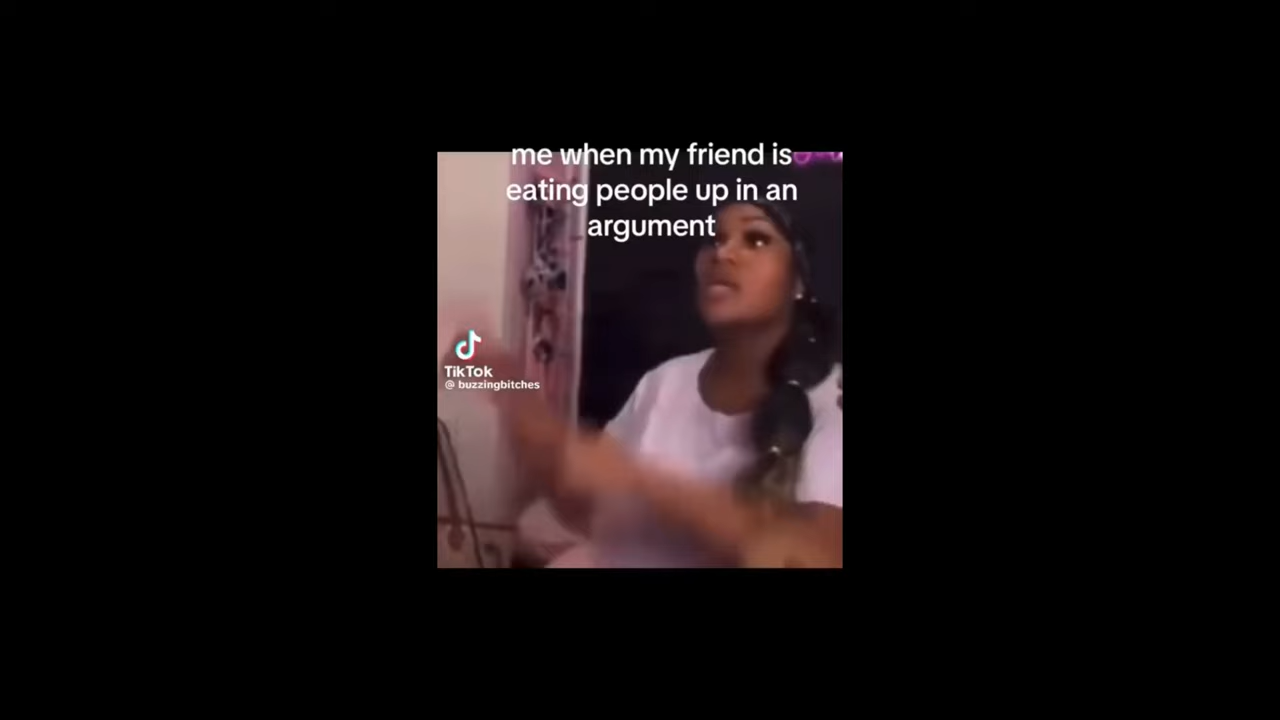 me when my friend is
eating people up in an
argument
TikTok
@ buzzingbitches